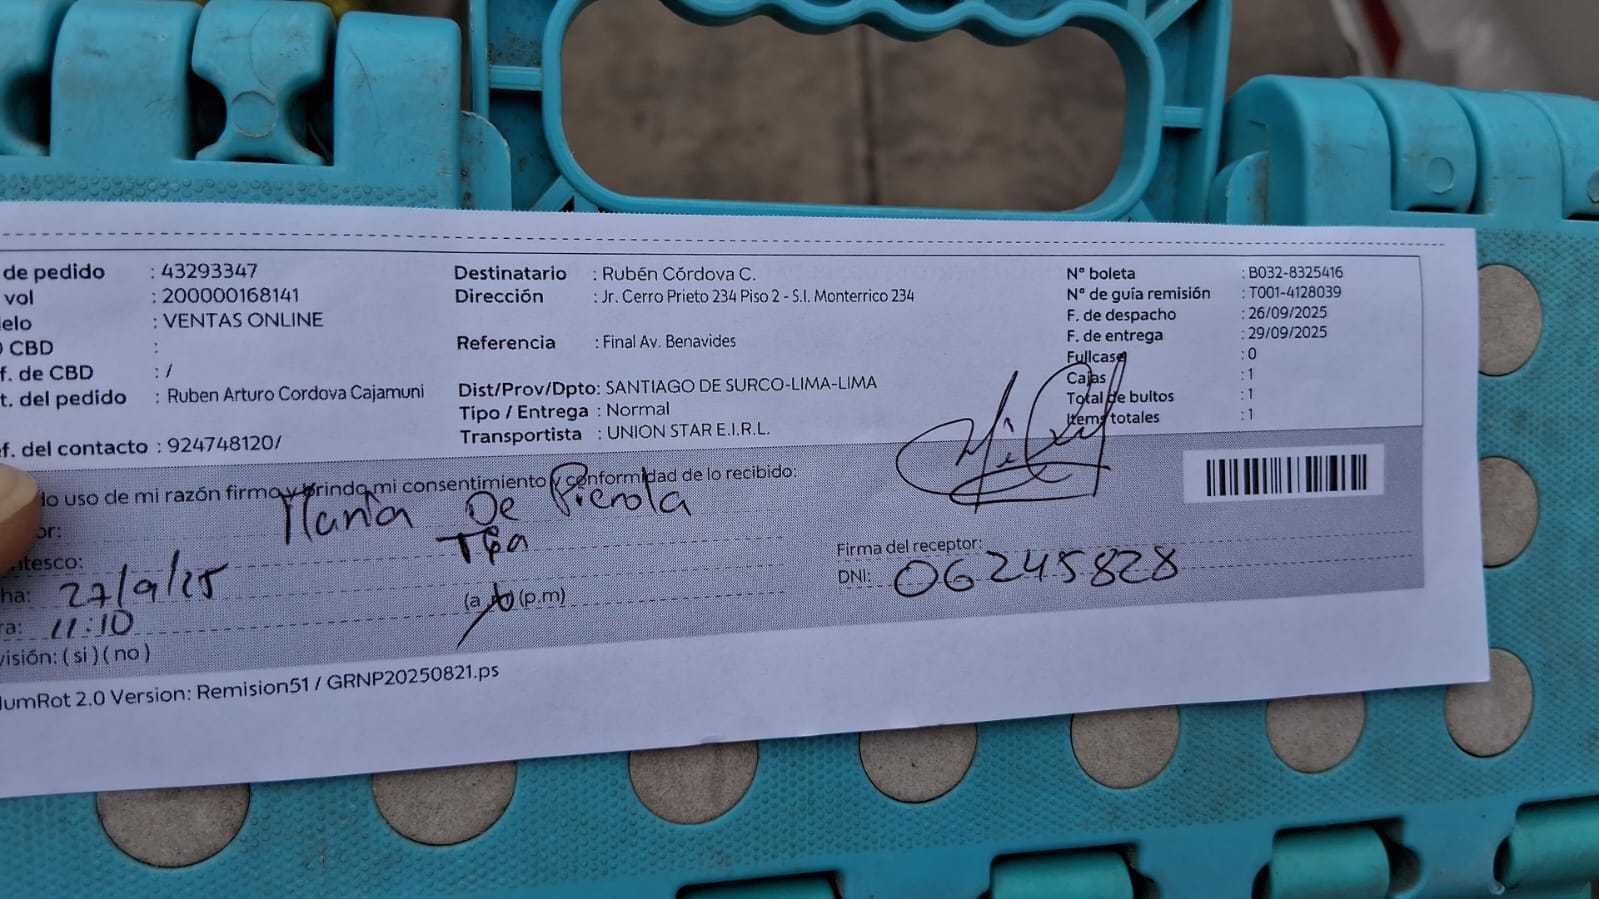 de pedido : 43293347
vol : 200000168141
elo : VENTAS ONLINE
CBD :
f. de CBD : /
t. del pedido : Ruben Arturo Cordova Cajamuni
ef. del contacto : 924748120/
Destinatario : Rubén Córdova C.
Dirección : Jr. Cerro Prieto 234 Piso 2 - S.I. Monterrico 234
Referencia : Final Av. Benavides
Dist/Prov/Dpto: SANTIAGO DE SURCO-LIMA-LIMA
Tipo / Entrega : Normal
Transportista : UNION STAR E.I.R.L.
N° boleta : B032-8325416
N° de guía remisión : T001-4128039
F. de despacho : 26/09/2025
F. de entrega : 29/09/2025
Fullcase : 0
Cajas : 1
Total de bultos : 1
Items totales : 1
lo uso de mi razón firmo y brindo mi consentimiento y conformidad de lo recibido:
or: María De Pierola
ntesco: Tía
ha: 27/9/25
ra: 11:10 (a.m) (p.m)
visión: ( si ) ( no )
Firma del receptor:
DNI: 06245828
umRot 2.0 Version: Remision51 / GRNP20250821.ps